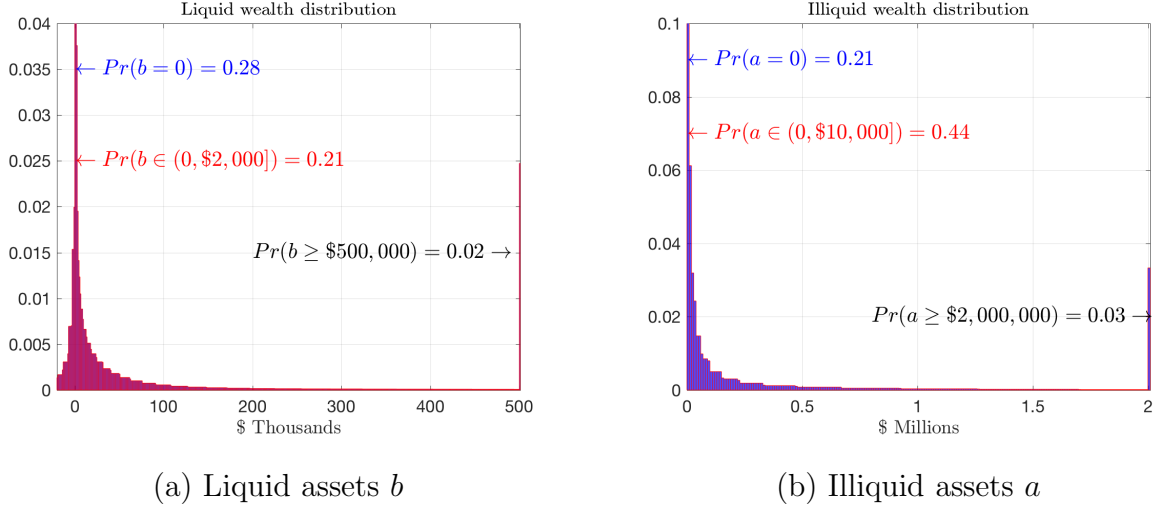 Liquid wealth distribution
0.04
0.035
0.03
0.025
0.02
0.015
0.01
0.005
0
← Pr(b = 0) = 0.28
← Pr(b ∈ (0, $2, 000]) = 0.21
Pr(b ≥ $500, 000) = 0.02 →
0 100 200 300 400 500
$ Thousands
(a) Liquid assets b
Illiquid wealth distribution
0.1
0.08
0.06
0.04
0.02
0
← Pr(a = 0) = 0.21
← Pr(a ∈ (0, $10, 000]) = 0.44
Pr(a ≥ $2, 000, 000) = 0.03 →
0 0.5 1 1.5 2
$ Millions
(b) Illiquid assets a